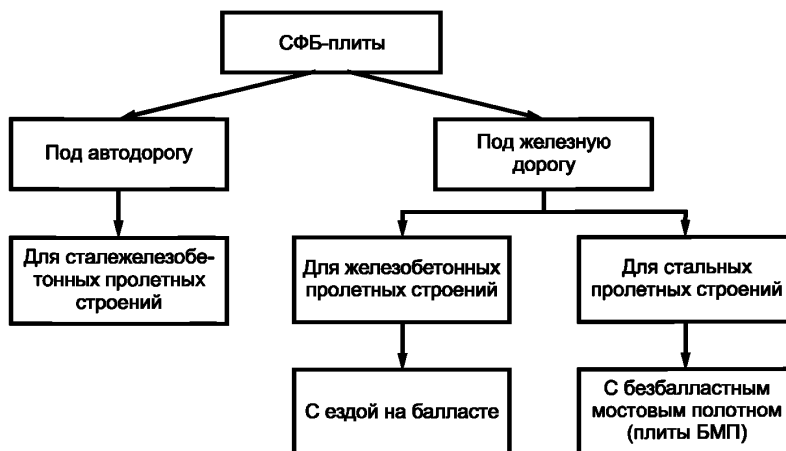 СФБ-плиты
Под автодорогу
Под железную
дорогу
Для сталежелезобе-
тонных пролетных
строений
Для железобетонных
пролетных строений
Для стальных
пролетных строений
С ездой на балласте
С безбалластным
мостовым полотном
(плиты БМП)